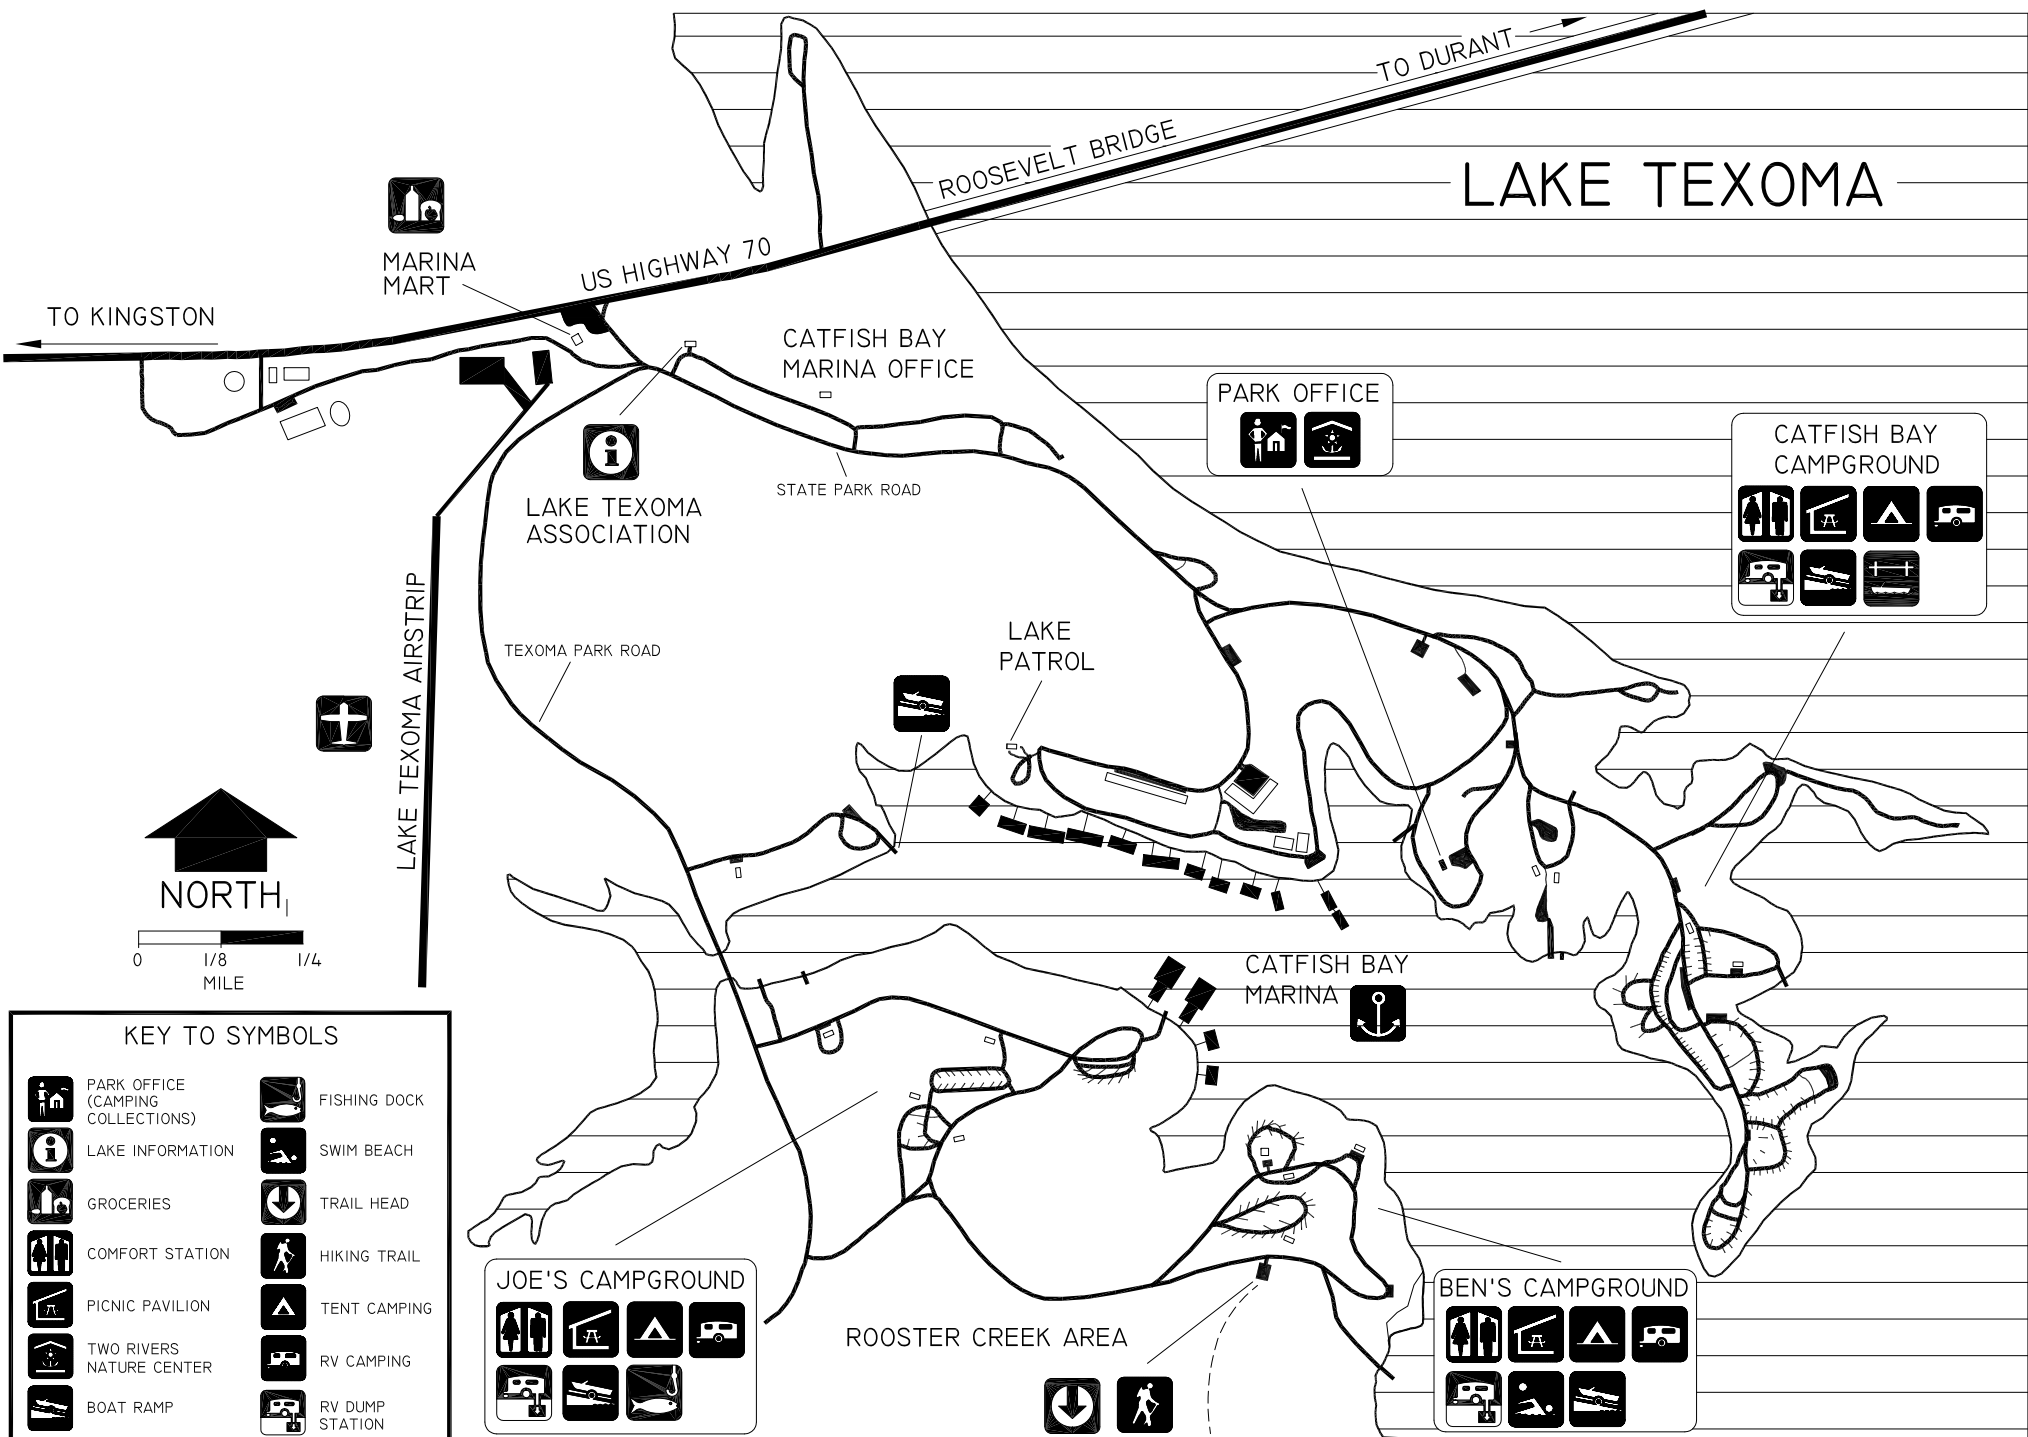 TO DURANT
ROOSEVELT BRIDGE
LAKE TEXOMA
US HIGHWAY 70
MARINA
MART
TO KINGSTON
CATFISH BAY
MARINA OFFICE
PARK OFFICE
CATFISH BAY
CAMPGROUND
STATE PARK ROAD
LAKE TEXOMA
ASSOCIATION
LAKE TEXOMA AIRSTRIP
TEXOMA PARK ROAD
LAKE
PATROL
NORTH
0 1/8 1/4
MILE
CATFISH BAY
MARINA
KEY TO SYMBOLS
PARK OFFICE
(CAMPING
COLLECTIONS)
LAKE INFORMATION
GROCERIES
COMFORT STATION
PICNIC PAVILION
TWO RIVERS
NATURE CENTER
BOAT RAMP
FISHING DOCK
SWIM BEACH
TRAIL HEAD
HIKING TRAIL
TENT CAMPING
RV CAMPING
RV DUMP
STATION
JOE'S CAMPGROUND
ROOSTER CREEK AREA
BEN'S CAMPGROUND